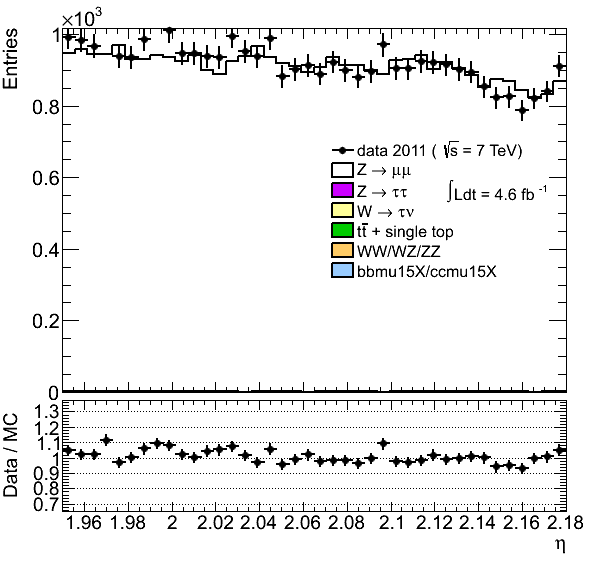 ×10³
Entries
1
0.8
0.6
0.4
0.2
0
data 2011 ( √s = 7 TeV)
Z → μμ
Z → ττ
∫Ldt = 4.6 fb⁻¹
W → τν
tt̄ + single top
WW/WZ/ZZ
bbmu15X/ccmu15X
Data / MC
1.3
1.2
1.1
1
0.9
0.8
0.7
1.96 1.98 2 2.02 2.04 2.06 2.08 2.1 2.12 2.14 2.16 2.18
η